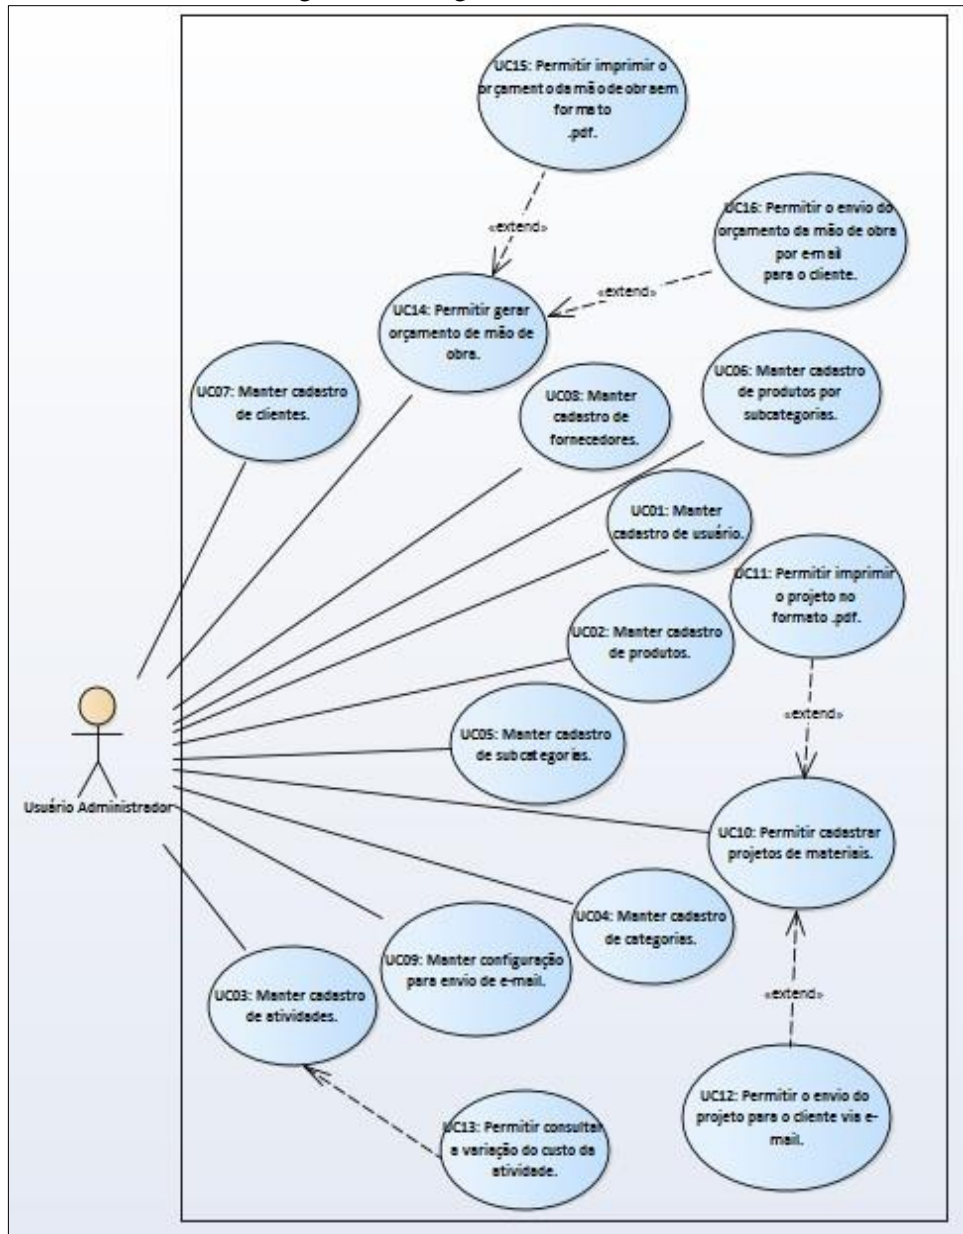 UC15: Permitir imprimir o
orçamento da mão de obra em
formato
.pdf.
«extend»
UC16: Permitir o envio do
orçamento da mão de obra
por e-mail
para o cliente.
«extend»
UC14: Permitir gerar
orçamento de mão de
obra.
UC07: Manter cadastro
de clientes.
UC08: Manter
cadastro de
fornecedores.
UC06: Manter cadastro
de produtos por
subcategorias.
UC01: Manter
cadastro de usuário.
UC11: Permitir imprimir
o projeto no
formato .pdf.
UC02: Manter cadastro
de produtos.
«extend»
UC05: Manter cadastro
de subcategorias.
Usuário Administrador
UC10: Permitir cadastrar
projetos de materiais.
UC04: Manter cadastro
de categorias.
UC09: Manter configuração
para envio de e-mail.
UC03: Manter cadastro
de atividades.
«extend»
UC12: Permitir o envio do
projeto para o cliente via e-
mail.
UC13: Permitir consultar
a variação do custo da
atividade.